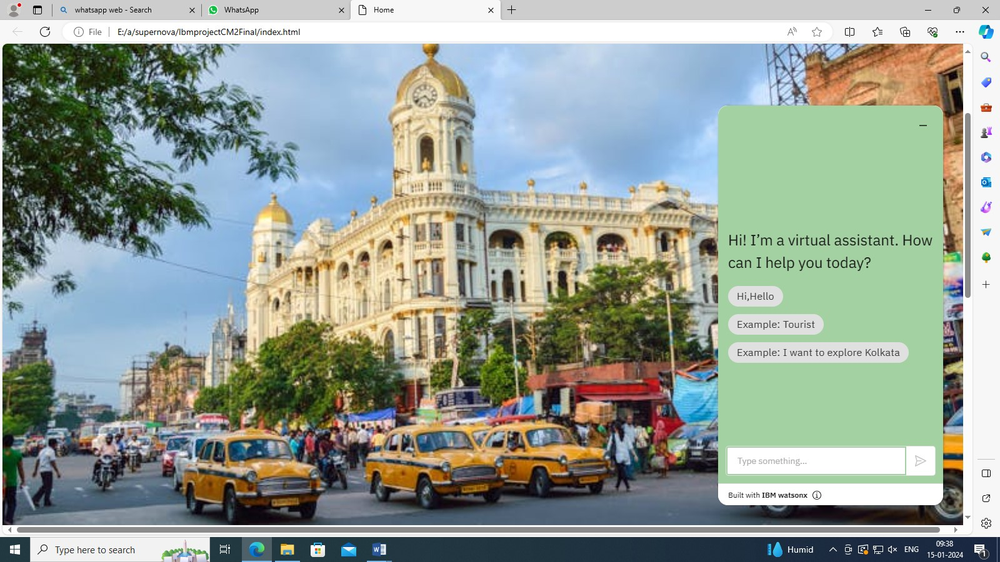 whatsapp web - Search
WhatsApp
Home
File
E:/a/supernova/IbmprojectCM2Final/index.html
Hi! I’m a virtual assistant. How
can I help you today?
Hi,Hello
Example: Tourist
Example: I want to explore Kolkata
Type something...
Built with IBM watsonx
Type here to search
Humid
ENG
09:38
15-01-2024
1